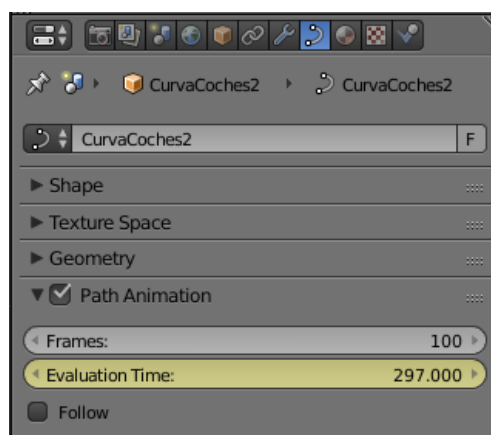 CurvaCoches2 CurvaCoches2
CurvaCoches2 F
Shape
Texture Space
Geometry
Path Animation
Frames: 100
Evaluation Time: 297.000
Follow